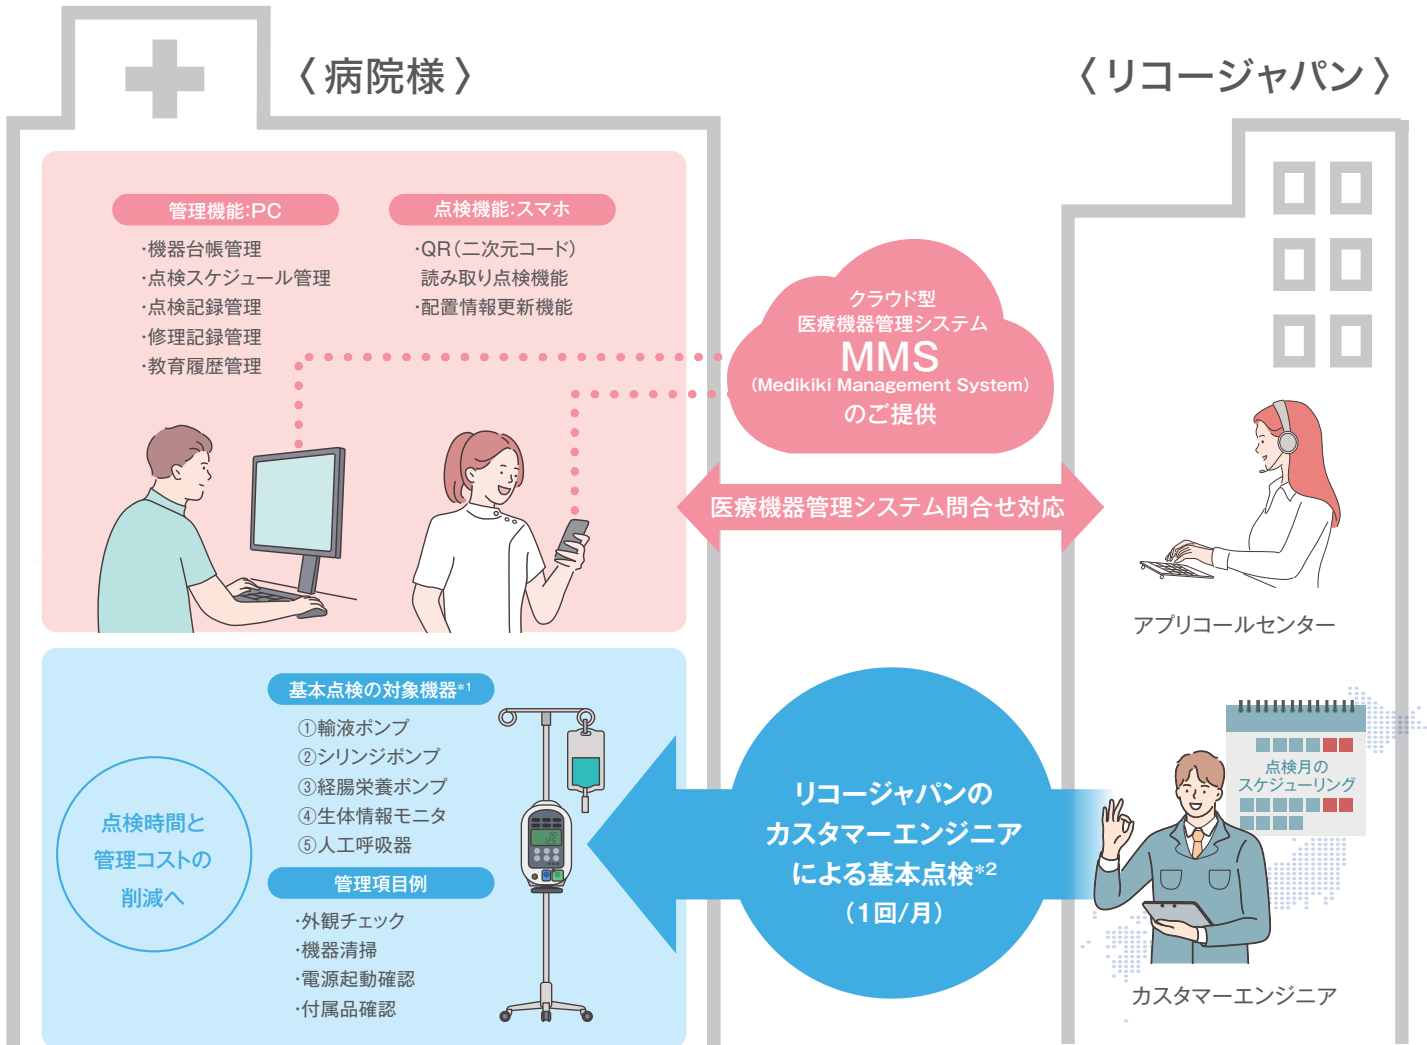 〈 病院様 〉
〈 リコージャパン 〉
管理機能:PC
・機器台帳管理
・点検スケジュール管理
・点検記録管理
・修理記録管理
・教育履歴管理
点検機能:スマホ
・QR(二次元コード)
読み取り点検機能
・配置情報更新機能
クラウド型
医療機器管理システム
MMS
(Medikiki Management System)
のご提供
医療機器管理システム問合せ対応
アプリコールセンター
基本点検の対象機器*1
①輸液ポンプ
②シリンジポンプ
③経腸栄養ポンプ
④生体情報モニタ
⑤人工呼吸器
管理項目例
・外観チェック
・機器清掃
・電源起動確認
・付属品確認
点検時間と
管理コストの
削減へ
リコージャパンの
カスタマーエンジニア
による基本点検*2
(1回/月)
点検月の
スケジューリング
カスタマーエンジニア